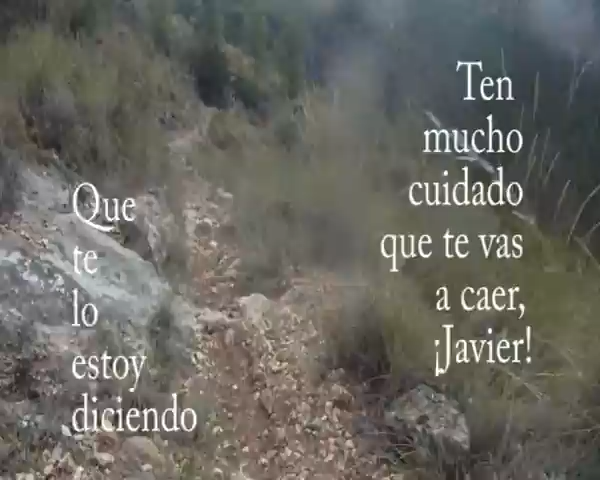 Ten
mucho
cuidado
que te vas
a caer,
¡Javier!
Que
te
lo
estoy
diciendo